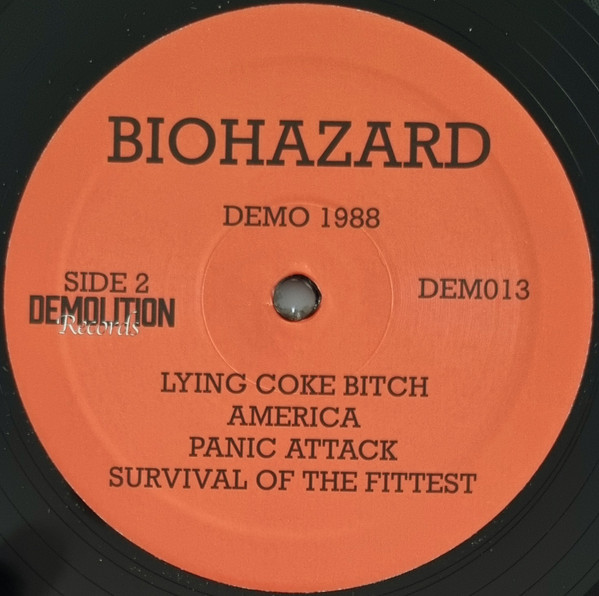 BIOHAZARD
DEMO 1988
SIDE 2
DEM013
DEMOLITION
Records
LYING COKE BITCH
AMERICA
PANIC ATTACK
SURVIVAL OF THE FITTEST